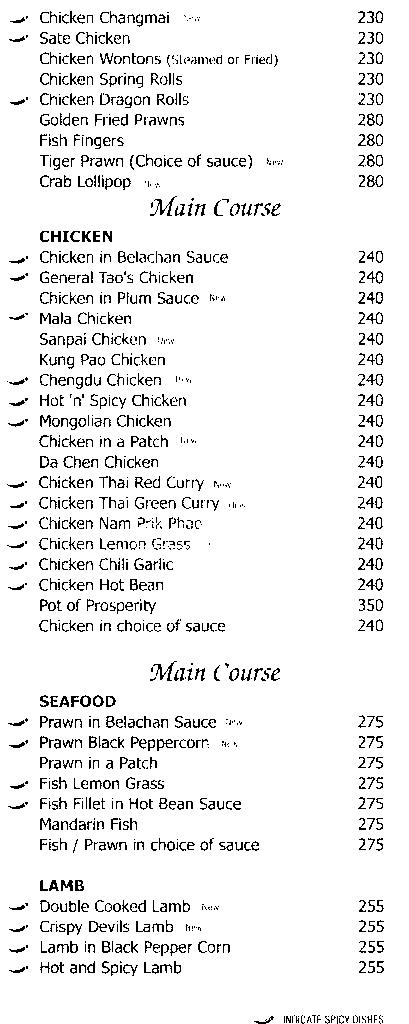 Chicken Changmai New 230
Sate Chicken 230
Chicken Wontons (Steamed or Fried) 230
Chicken Spring Rolls 230
Chicken Dragon Rolls 230
Golden Fried Prawns 280
Fish Fingers 280
Tiger Prawn (Choice of sauce) New 280
Crab Lollipop New 280
Main Course
CHICKEN
Chicken in Belachan Sauce 240
General Tao's Chicken 240
Chicken in Plum Sauce New 240
Mala Chicken 240
Sanpai Chicken New 240
Kung Pao Chicken 240
Chengdu Chicken New 240
Hot 'n' Spicy Chicken 240
Mongolian Chicken 240
Chicken in a Patch New 240
Da Chen Chicken 240
Chicken Thai Red Curry New 240
Chicken Thai Green Curry New 240
Chicken Nam Prik Phao 240
Chicken Lemon Grass 240
Chicken Chili Garlic 240
Chicken Hot Bean 240
Pot of Prosperity 350
Chicken in choice of sauce 240
Main Course
SEAFOOD
Prawn in Belachan Sauce New 275
Prawn Black Peppercorn New 275
Prawn in a Patch 275
Fish Lemon Grass 275
Fish Fillet in Hot Bean Sauce 275
Mandarin Fish 275
Fish / Prawn in choice of sauce 275
LAMB
Double Cooked Lamb New 255
Crispy Devils Lamb New 255
Lamb in Black Pepper Corn 255
Hot and Spicy Lamb 255
INDICATE SPICY DISHES